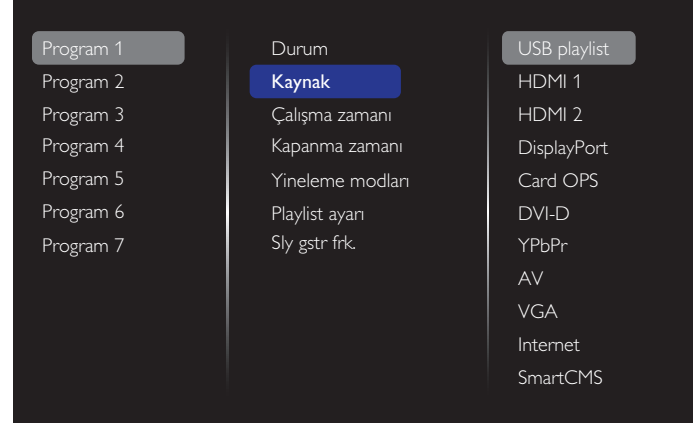 Program 1
Program 2
Program 3
Program 4
Program 5
Program 6
Program 7
Durum
Kaynak
Çalışma zamanı
Kapanma zamanı
Yineleme modları
Playlist ayarı
Sly gstr frk.
USB playlist
HDMI 1
HDMI 2
DisplayPort
Card OPS
DVI-D
YPbPr
AV
VGA
Internet
SmartCMS